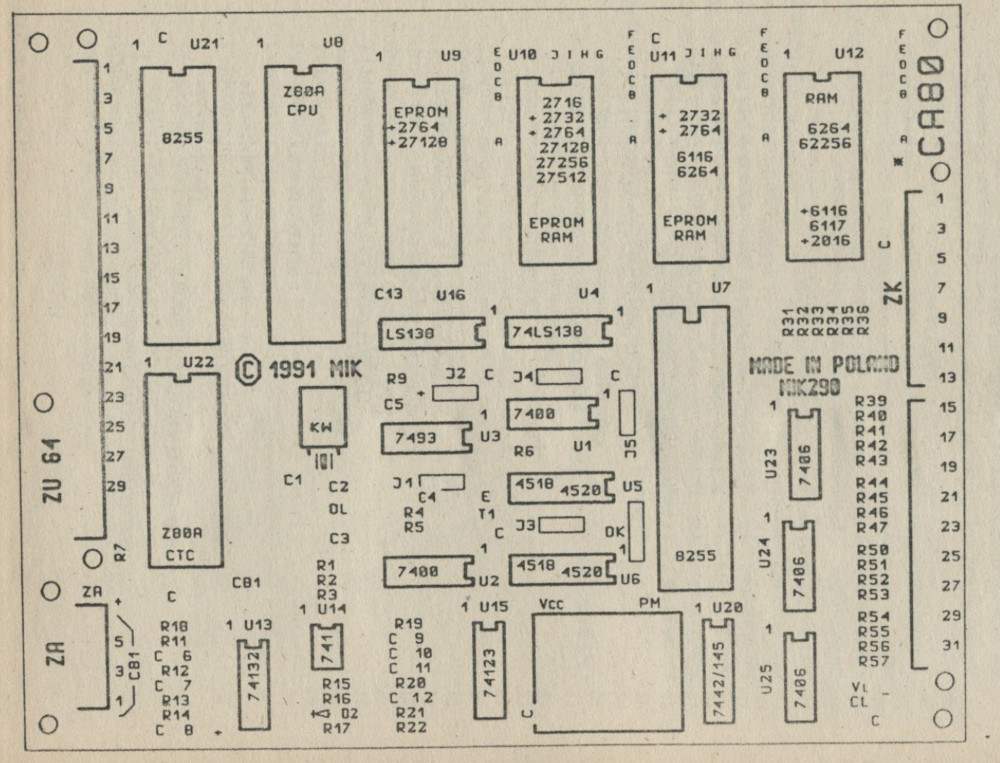 1 C U21
1 U8
1 U9
U10 J I H G
C
U11 J I H G
1 U12
F
E
D
C
B
A
CA80
E
D
C
B
A
F
E
D
C
B
A
F
E
D
C
B
A
*
8255
Z80A
CPU
EPROM
+2764
+27128
2716
+ 2732
+ 2764
27128
27256
27512
EPROM
RAM
+ 2732
+ 2764
6116
6264
EPROM
RAM
RAM
6264
62256
+6116
6117
+2016
1
3
5
7
9
11
13
15
17
19
21
23
25
27
29
ZU 64
C
ZK
1
3
5
7
9
11
13
15
17
19
21
23
25
27
29
31
C13 U16
LS138 1
U4
74LS138 1
1 U7
8255
R31
R32
R33
R34
R35
R36
1 U22
Z80A
CTC
© 1991 MIK
MADE IN POLAND
MIK290
KW
C1
C2
DL
C3
R9 J2 C
+
C5
7493 1
U3
J4 C
7400 1
U1
J5
R6
J1
C4
R4
R5
E
T1
C
4518 4520
U5
J3
DK
7400 1
U2
4518 4520 1
U6
1
U23
7406
1
U24
7406
1
U25
7406
R39
R40
R41
R42
R43
R44
R45
R46
R47
R50
R51
R52
R53
R54
R55
R56
R57
VL -
CL
C
R7
ZA
+
5
3
1
ZA
CB1
C
CB1
R1
R2
R3
R10
R11
C 6
R12
C 7
R13
R14
C 8 +
1 U13
74132
1 U14
741
R15
R16
D2
R17
R19
C 9
C 10
C 11
R20
C 12
R21
R22
1 U15
74123
VCC PM
C
1 U20
7442/145